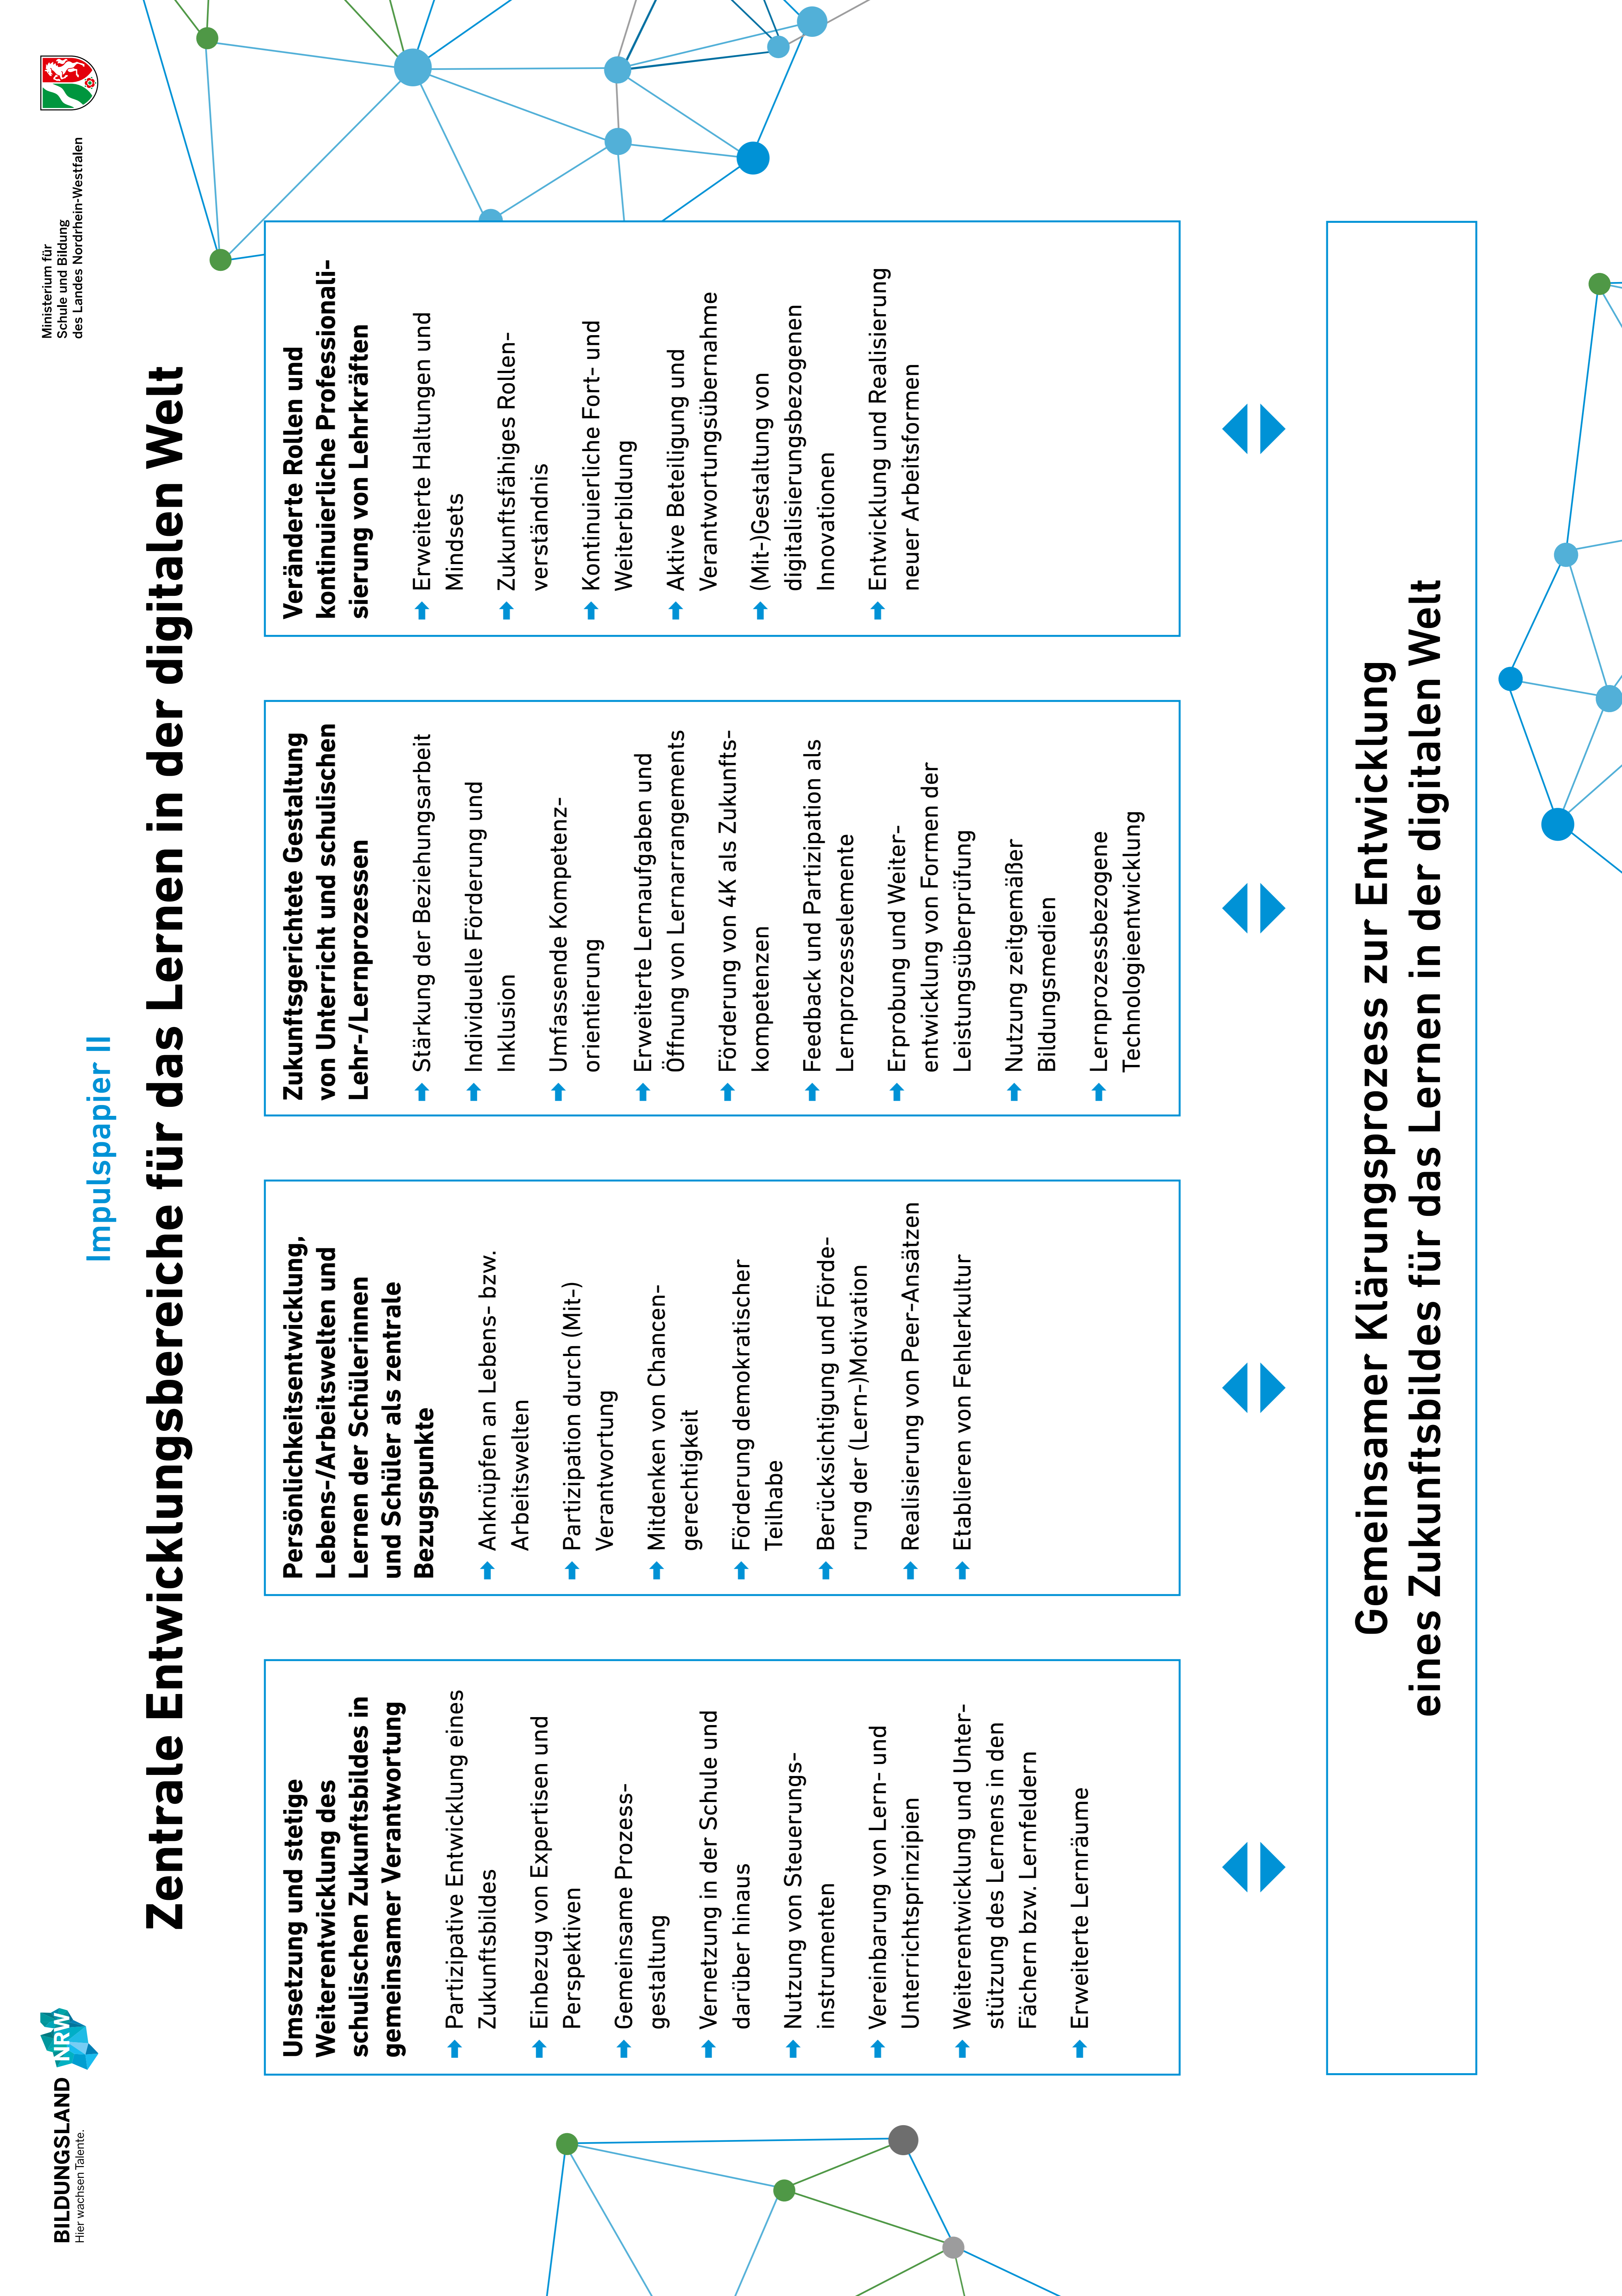 BILDUNGSLAND NRW
Hier wachsen Talente.
Ministerium für
Schule und Bildung
des Landes Nordrhein-Westfalen
Impulspapier II
Zentrale Entwicklungsbereiche für das Lernen in der digitalen Welt
Umsetzung und stetige
Weiterentwicklung des
schulischen Zukunftsbildes in
gemeinsamer Verantwortung
Partizipative Entwicklung eines
Zukunftsbildes
Einbezug von Expertisen und
Perspektiven
Gemeinsame Prozess-
gestaltung
Vernetzung in der Schule und
darüber hinaus
Nutzung von Steuerungs-
instrumenten
Vereinbarung von Lern- und
Unterrichtsprinzipien
Weiterentwicklung und Unter-
stützung des Lernens in den
Fächern bzw. Lernfeldern
Erweiterte Lernräume
Persönlichkeitsentwicklung,
Lebens-/Arbeitswelten und
Lernen der Schülerinnen
und Schüler als zentrale
Bezugspunkte
Anknüpfen an Lebens- bzw.
Arbeitswelten
Partizipation durch (Mit-)
Verantwortung
Mitdenken von Chancen-
gerechtigkeit
Förderung demokratischer
Teilhabe
Berücksichtigung und Förde-
rung der (Lern-)Motivation
Realisierung von Peer-Ansätzen
Etablieren von Fehlerkultur
Zukunftsgerichtete Gestaltung
von Unterricht und schulischen
Lehr-/Lernprozessen
Stärkung der Beziehungsarbeit
Individuelle Förderung und
Inklusion
Umfassende Kompetenz-
orientierung
Erweiterte Lernaufgaben und
Öffnung von Lernarrangements
Förderung von 4K als Zukunfts-
kompetenzen
Feedback und Partizipation als
Lernprozesselemente
Erprobung und Weiter-
entwicklung von Formen der
Leistungsüberprüfung
Nutzung zeitgemäßer
Bildungsmedien
Lernprozessbezogene
Technologieentwicklung
Veränderte Rollen und
kontinuierliche Professionali-
sierung von Lehrkräften
Erweiterte Haltungen und
Mindsets
Zukunftsfähiges Rollen-
verständnis
Kontinuierliche Fort- und
Weiterbildung
Aktive Beteiligung und
Verantwortungsübernahme
(Mit-)Gestaltung von
digitalisierungsbezogenen
Innovationen
Entwicklung und Realisierung
neuer Arbeitsformen
Gemeinsamer Klärungsprozess zur Entwicklung
eines Zukunftsbildes für das Lernen in der digitalen Welt